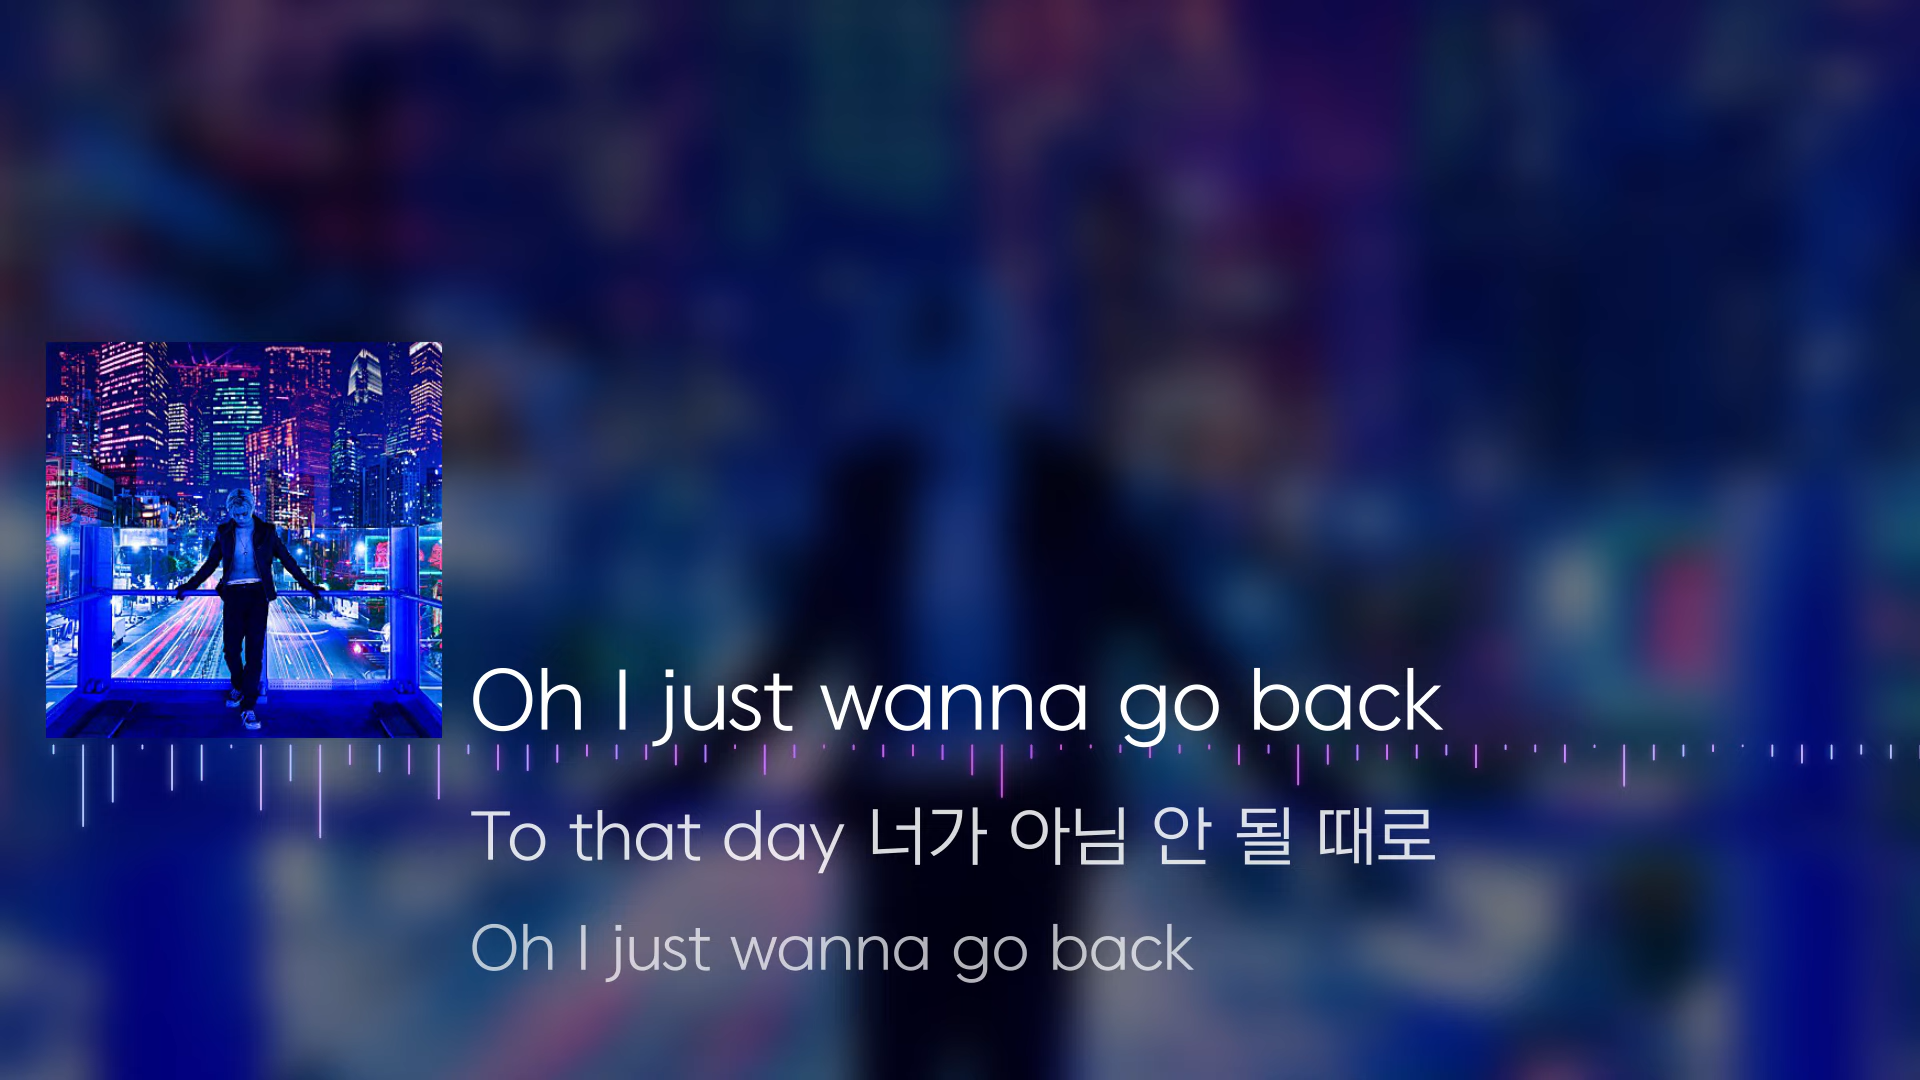 Oh I just wanna go back
To that day 너가 아님 안 될 때로
Oh I just wanna go back